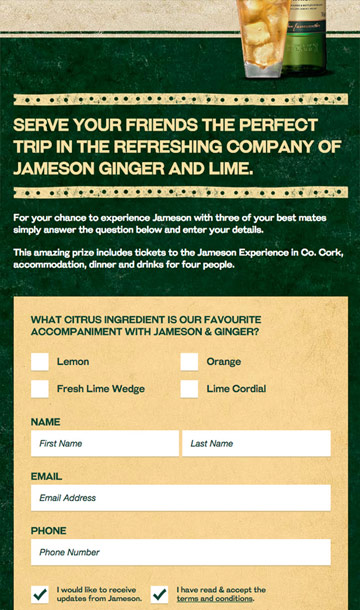 SERVE YOUR FRIENDS THE PERFECT
TRIP IN THE REFRESHING COMPANY OF
JAMESON GINGER AND LIME.
For your chance to experience Jameson with three of your best mates
simply answer the question below and enter your details.
This amazing prize includes tickets to the Jameson Experience in Co. Cork,
accommodation, dinner and drinks for four people.
WHAT CITRUS INGREDIENT IS OUR FAVOURITE
ACCOMPANIMENT WITH JAMESON & GINGER?
Lemon
Orange
Fresh Lime Wedge
Lime Cordial
NAME
First Name
Last Name
EMAIL
Email Address
PHONE
Phone Number
I would like to receive
updates from Jameson.
I have read & accept the
terms and conditions.